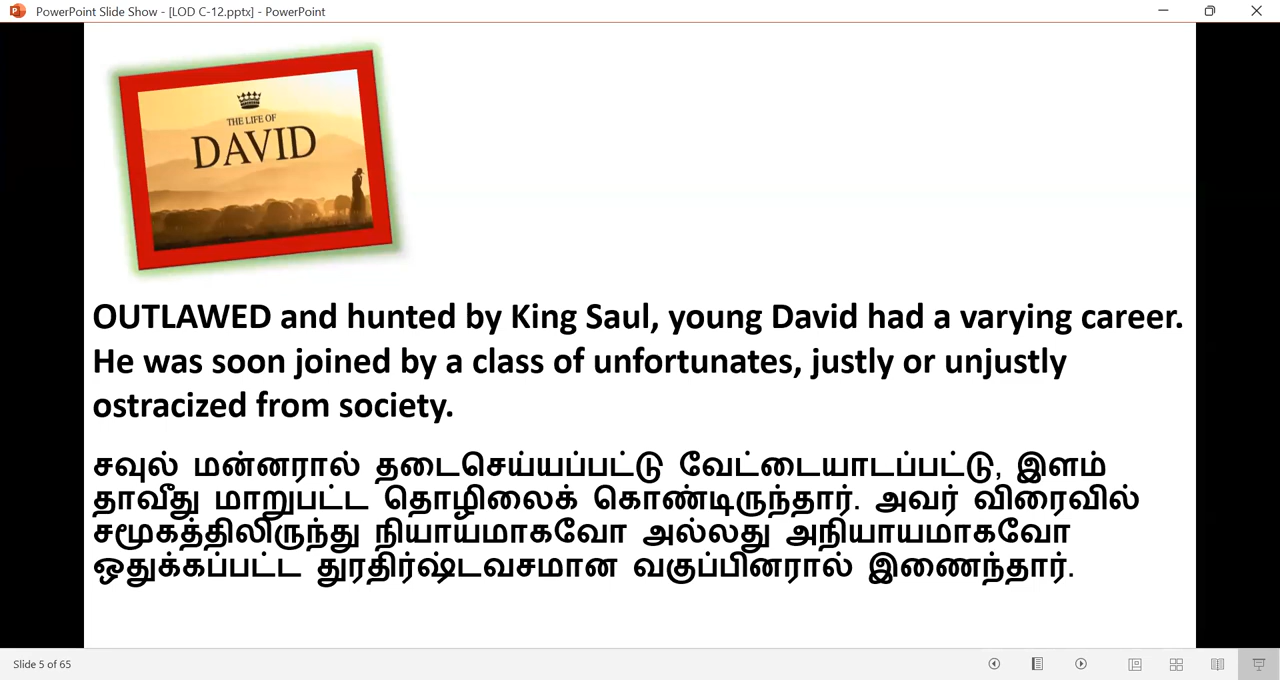 PowerPoint Slide Show - [LOD C-12.pptx] - PowerPoint
THE LIFE OF
DAVID
OUTLAWED and hunted by King Saul, young David had a varying career.
He was soon joined by a class of unfortunates, justly or unjustly
ostracized from society.
சவுல் மன்னரால் தடைசெய்யப்பட்டு வேட்டையாடப்பட்டு, இளம்
தாவீது மாறுபட்ட தொழிலைக் கொண்டிருந்தார். அவர் விரைவில்
சமூகத்திலிருந்து நியாயமாகவோ அல்லது அநியாயமாகவோ
ஒதுக்கப்பட்ட துரதிர்ஷ்டவசமான வகுப்பினரால் இணைந்தார்.
Slide 5 of 65